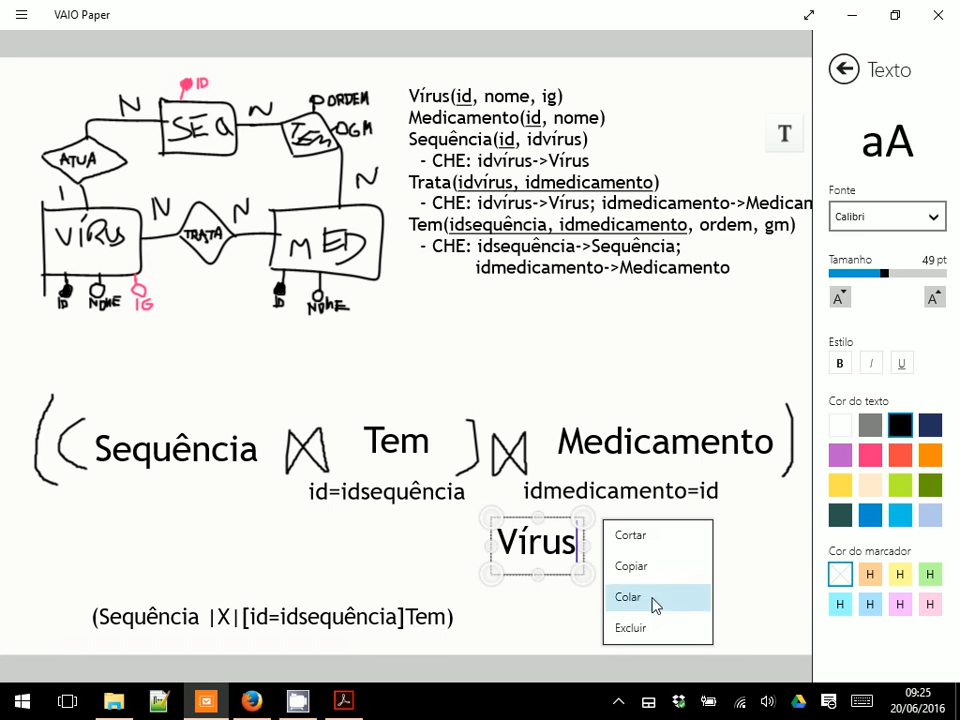 VAIO Paper
Texto
aA
Fonte
Calibri
Tamanho 49 pt
A A
Estilo
B I U
Cor do texto
Cor do marcador
H H H
H H H H
T
ID
N N ORDEM
SEQ TEM GM
ATUA
1 N
N N
VÍRUS TRATA MED
ID NOME IG ID NOME
Vírus(id, nome, ig)
Medicamento(id, nome)
Sequência(id, idvírus)
- CHE: idvírus->Vírus
Trata(idvírus, idmedicamento)
- CHE: idvírus->Vírus; idmedicamento->Medicam
Tem(idsequência, idmedicamento, ordem, gm)
- CHE: idsequência->Sequência;
idmedicamento->Medicamento
((Sequência ⋈ Tem) ⋈ Medicamento)
id=idsequência idmedicamento=id
Vírus
Cortar
Copiar
Colar
Excluir
(Sequência |X|[id=idsequência]Tem)
09:25
20/06/2016